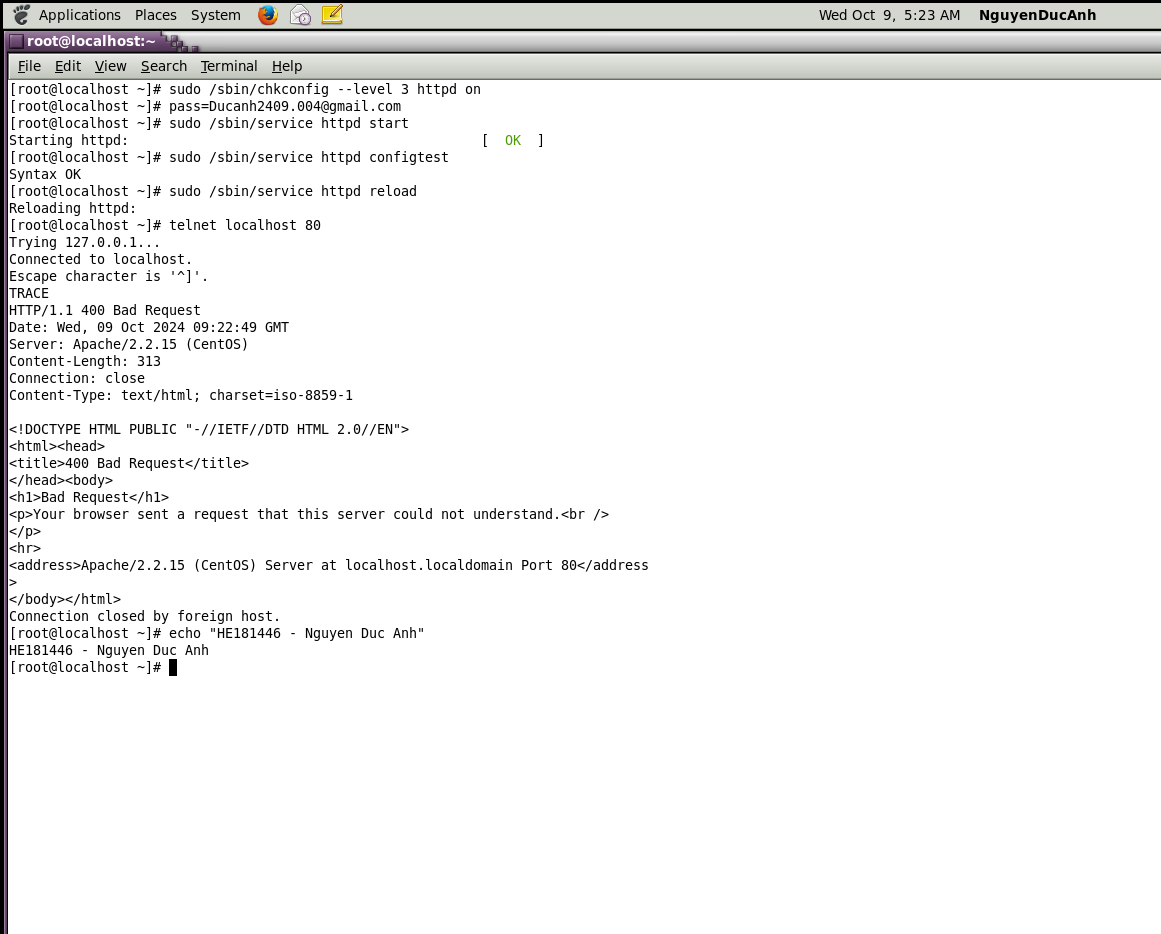 Applications Places System Wed Oct 9, 5:23 AM NguyenDucAnh
root@localhost:~
File Edit View Search Terminal Help
[root@localhost ~]# sudo /sbin/chkconfig --level 3 httpd on
[root@localhost ~]# pass=Ducanh2409.004@gmail.com
[root@localhost ~]# sudo /sbin/service httpd start
Starting httpd: [ OK ]
[root@localhost ~]# sudo /sbin/service httpd configtest
Syntax OK
[root@localhost ~]# sudo /sbin/service httpd reload
Reloading httpd:
[root@localhost ~]# telnet localhost 80
Trying 127.0.0.1...
Connected to localhost.
Escape character is '^]'.
TRACE
HTTP/1.1 400 Bad Request
Date: Wed, 09 Oct 2024 09:22:49 GMT
Server: Apache/2.2.15 (CentOS)
Content-Length: 313
Connection: close
Content-Type: text/html; charset=iso-8859-1
<!DOCTYPE HTML PUBLIC "-//IETF//DTD HTML 2.0//EN">
<html><head>
<title>400 Bad Request</title>
</head><body>
<h1>Bad Request</h1>
<p>Your browser sent a request that this server could not understand.<br />
</p>
<hr>
<address>Apache/2.2.15 (CentOS) Server at localhost.localdomain Port 80</address
>
</body></html>
Connection closed by foreign host.
[root@localhost ~]# echo "HE181446 - Nguyen Duc Anh"
HE181446 - Nguyen Duc Anh
[root@localhost ~]#